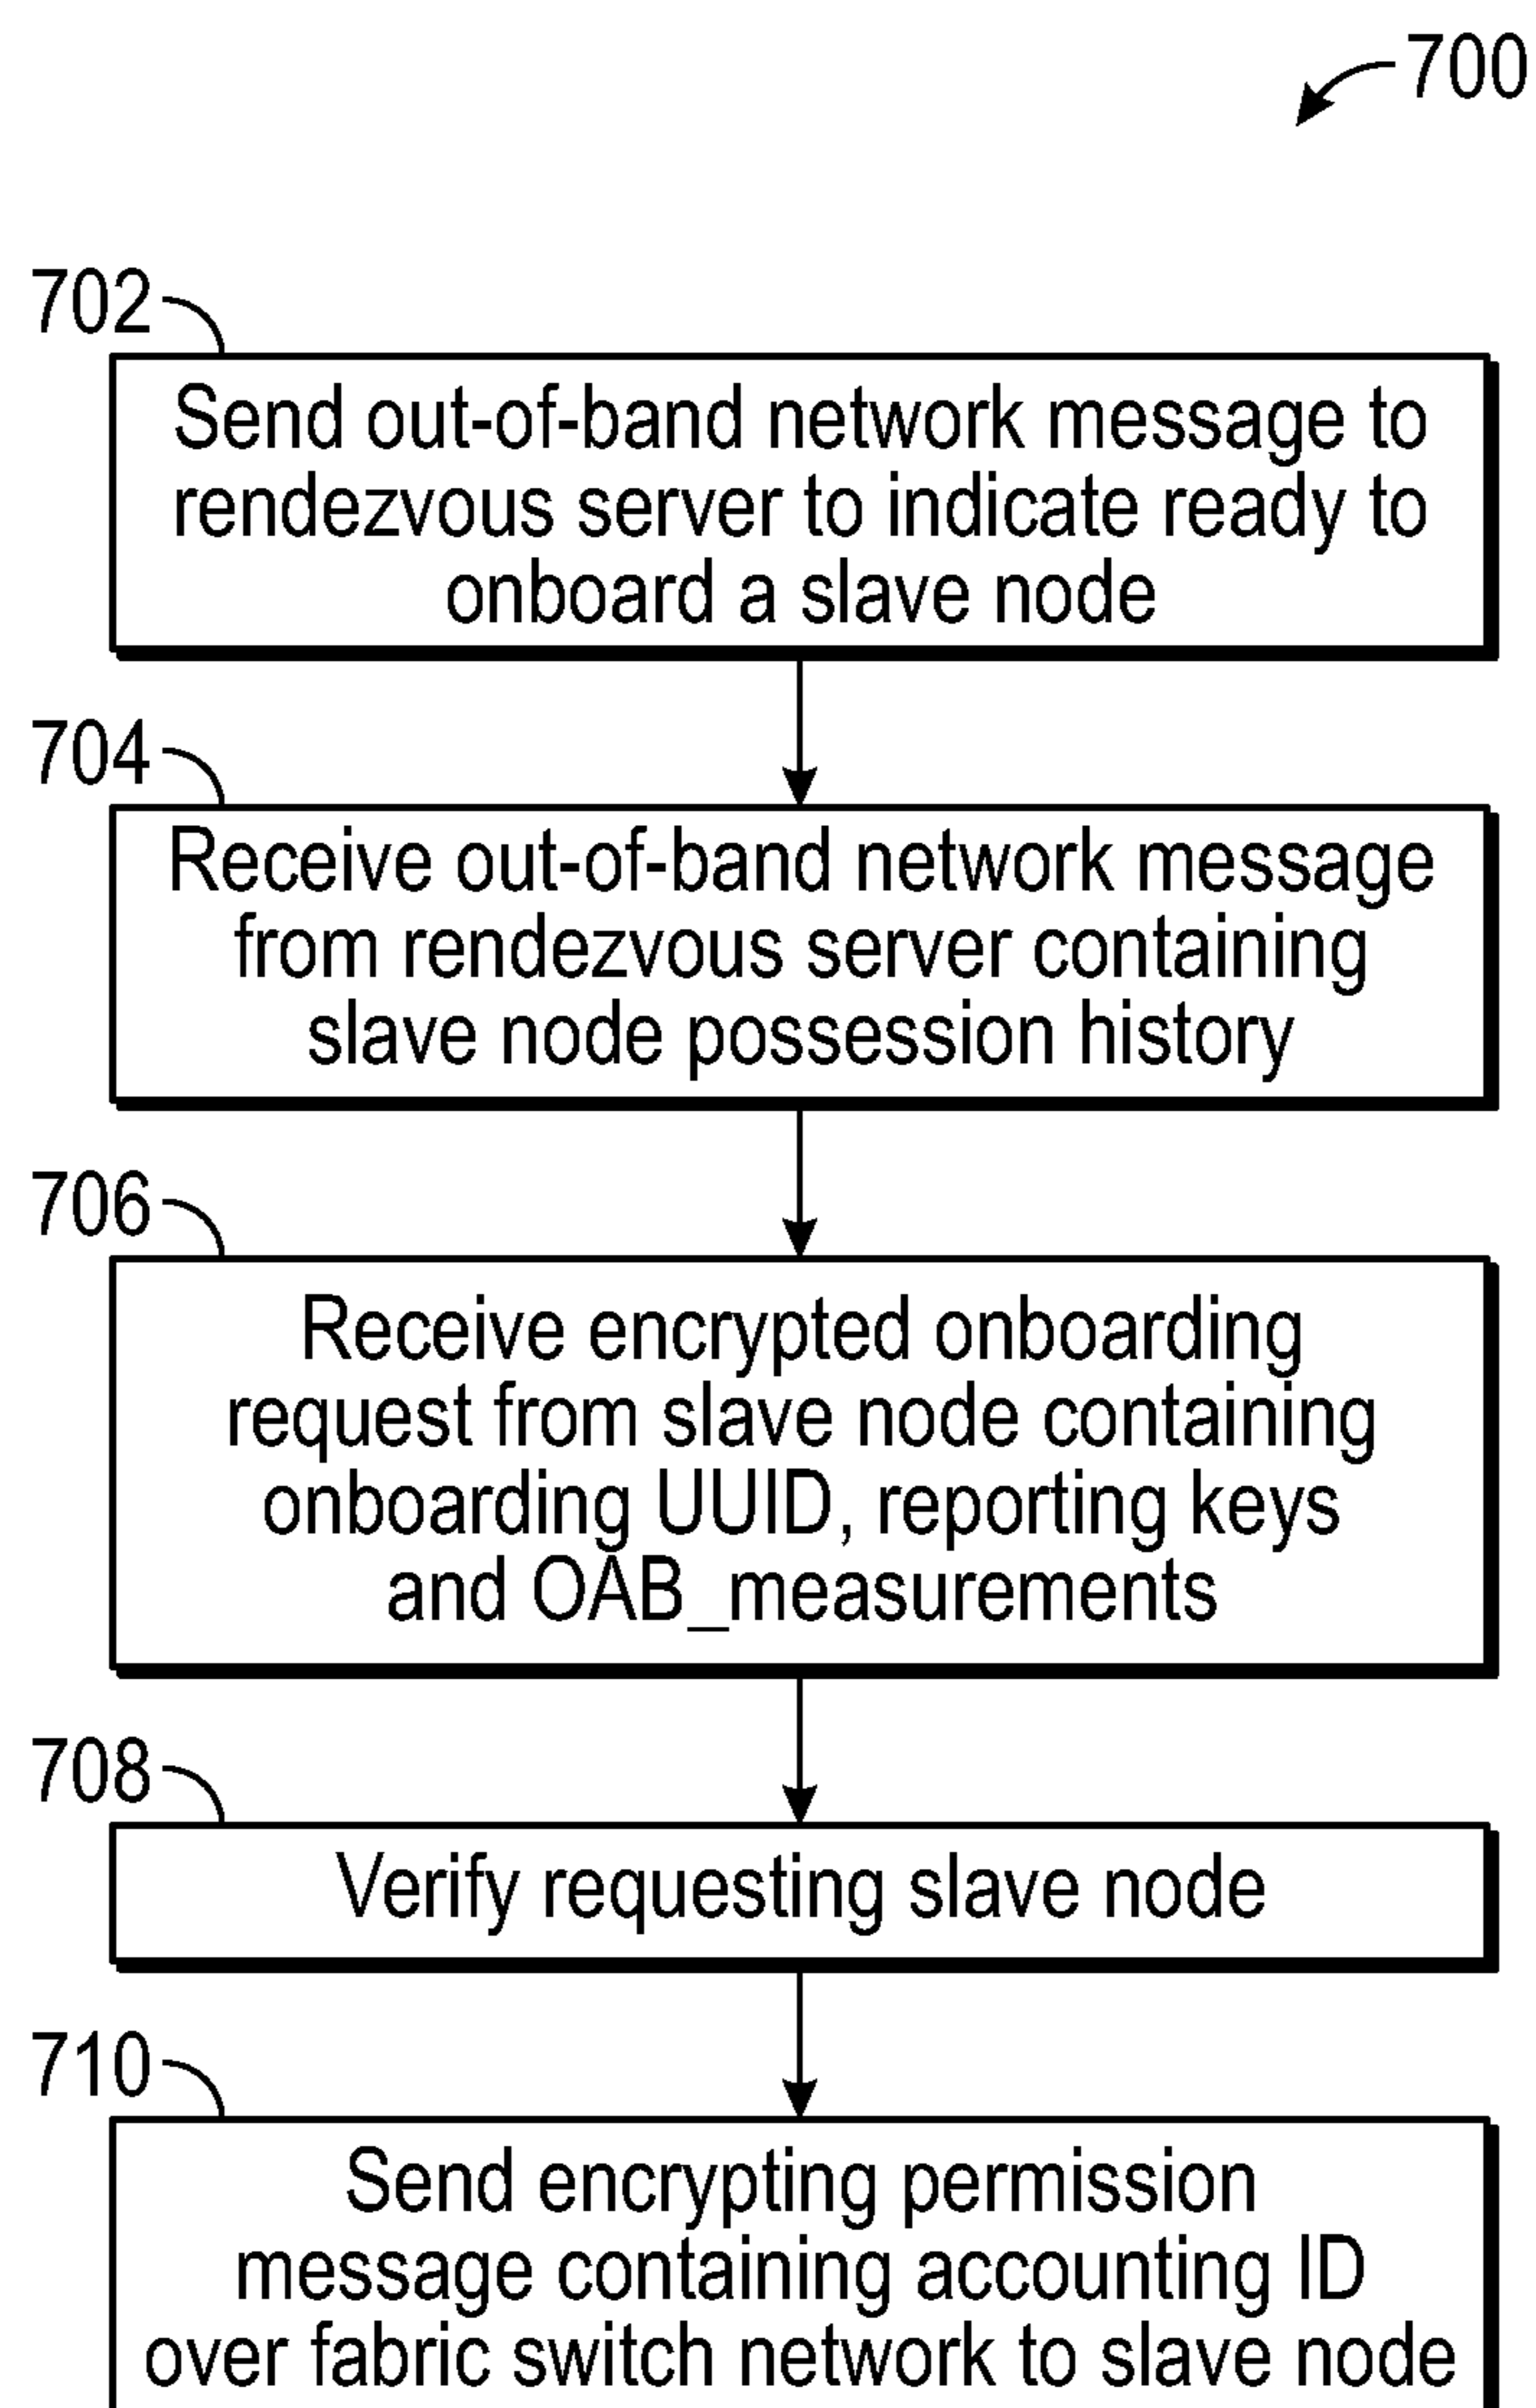 700
702
Send out-of-band network message to
rendezvous server to indicate ready to
onboard a slave node
704
Receive out-of-band network message
from rendezvous server containing
slave node possession history
706
Receive encrypted onboarding
request from slave node containing
onboarding UUID, reporting keys
and OAB_measurements
708
Verify requesting slave node
710
Send encrypting permission
message containing accounting ID
over fabric switch network to slave node